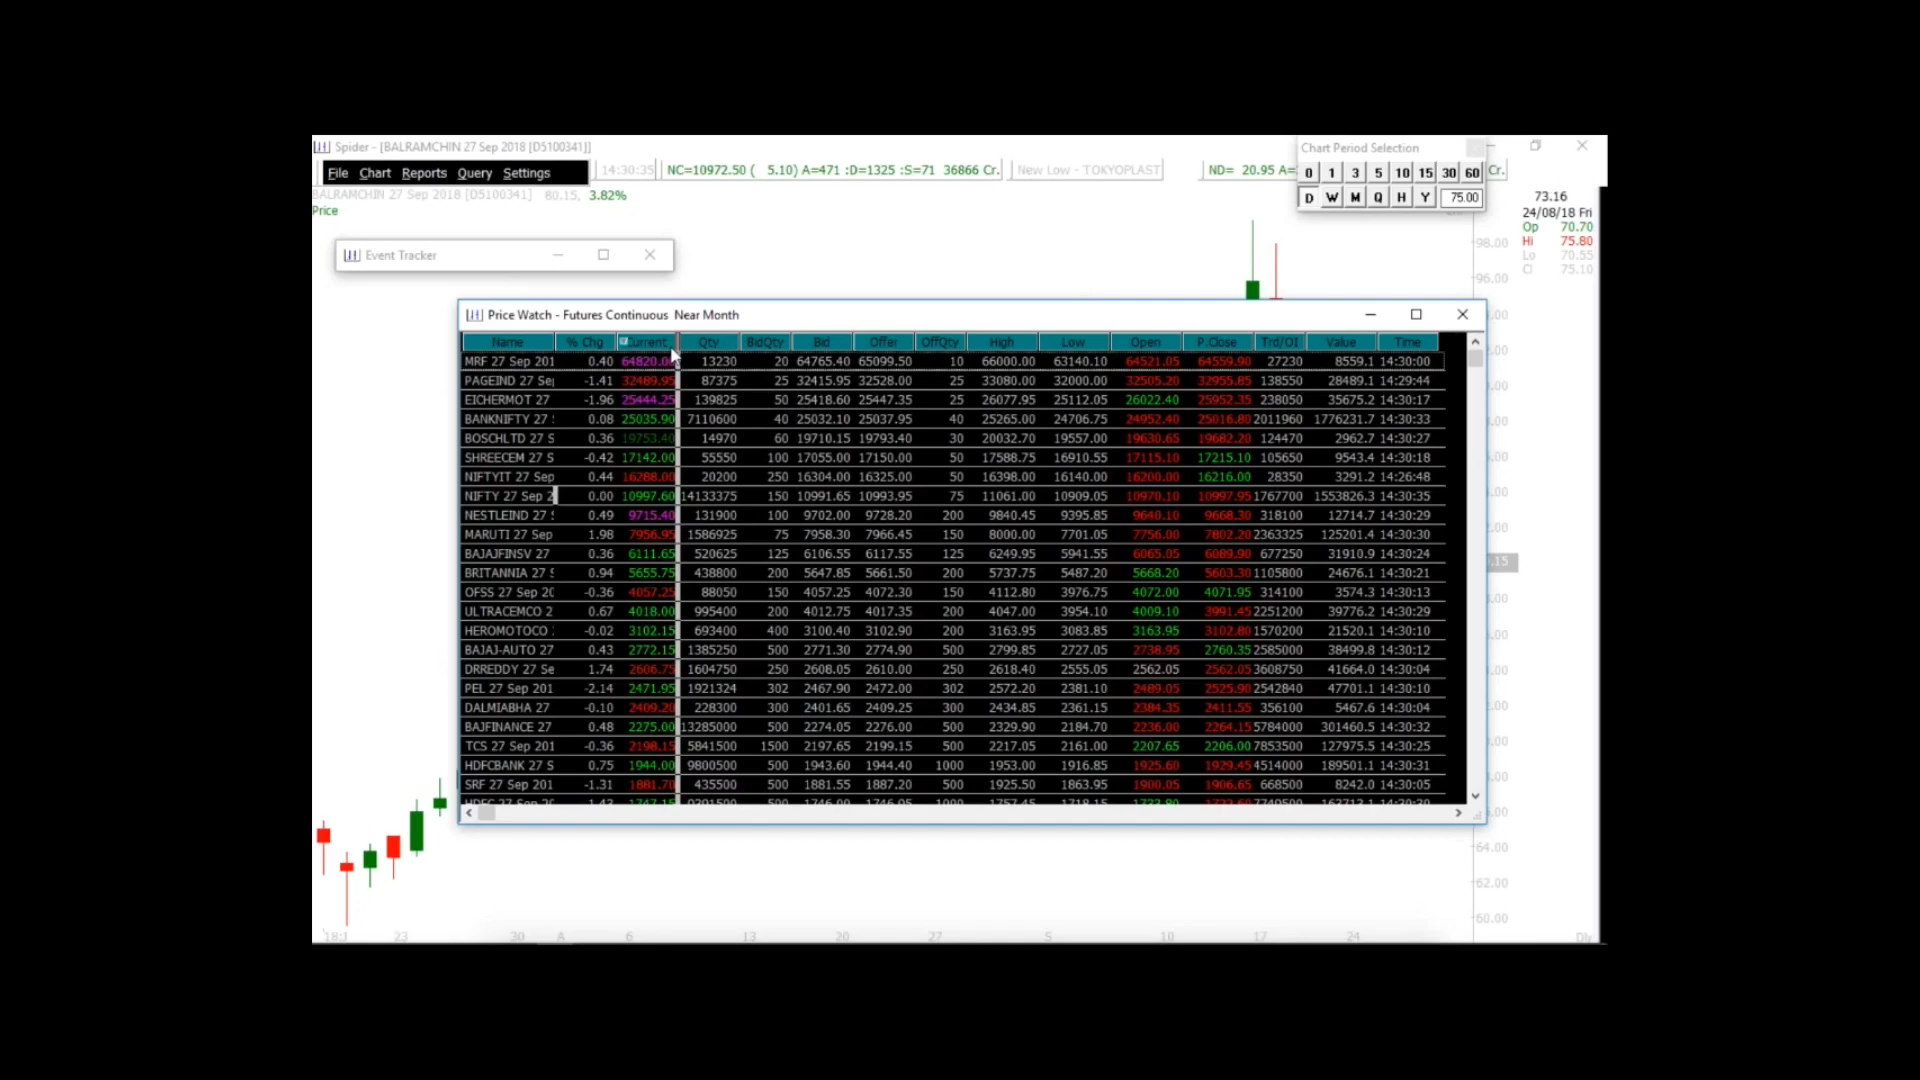 Spider - [BALRAMCHIN 27 Sep 2018 [D5100341]]
Chart Period Selection
File Chart Reports Query Settings
14:30:35
NC=10972.50 ( 5.10) A=471 :D=1325 :S=71 36866 Cr.
New Low - TOKYOPLAST
ND= 20.95 A=
Cr.
0 1 3 5 10 15 30 60
D W M Q H Y 75.00
BALRAMCHIN 27 Sep 2018 [D5100341] 60.15, 3.82%
Price
73.16
24/08/18 Fri
Op 70.70
Hi 75.80
Lo 70.55
Cl 75.10
Event Tracker
Price Watch - Futures Continuous Near Month
Name % Chg Current Qty BidQty Bid Offer OffQty High Low Open P.Close Trd/OI Value Time
MRF 27 Sep 201 0.40 64820.00 13230 20 64765.40 65099.50 10 66000.00 63140.10 64521.05 64559.90 27230 8559.1 14:30:00
PAGEIND 27 Se -1.41 32489.95 87375 25 32415.95 32528.00 25 33080.00 32000.00 32505.20 32955.85 138550 28489.1 14:29:44
EICHERMOT 27 -1.96 25444.25 139825 50 25418.60 25447.35 25 26077.95 25112.05 26022.40 25952.35 238050 35675.2 14:30:17
BANKNIFTY 27 0.08 25035.90 7110600 40 25032.10 25037.95 40 25265.00 24706.75 24952.40 25016.80 2011960 1776231.7 14:30:33
BOSCHLTD 27 S 0.36 19753.40 14970 60 19710.15 19793.40 30 20032.70 19557.00 19630.65 19682.20 124470 2962.7 14:30:27
SHREECEM 27 S -0.42 17142.00 55550 100 17055.00 17150.00 50 17588.75 16910.55 17115.10 17215.10 105650 9543.4 14:30:18
NIFTYIT 27 Sep 0.44 16288.00 20200 250 16304.00 16325.00 50 16398.00 16140.00 16200.00 16216.00 28350 3291.2 14:26:48
NIFTY 27 Sep 2 0.00 10997.60 14133375 150 10991.65 10993.95 75 11061.00 10909.05 10970.10 10997.95 1767700 1553826.3 14:30:35
NESTLEIND 27 0.49 9715.40 131900 100 9702.00 9728.20 200 9840.45 9395.85 9640.10 9668.30 318100 12714.7 14:30:29
MARUTI 27 Sep 1.98 7956.95 1586925 75 7958.30 7966.45 150 8000.00 7701.05 7756.00 7802.20 2363325 125201.4 14:30:30
BAJAJFINSV 27 0.36 6111.65 520625 125 6106.55 6117.55 125 6249.95 5941.55 6065.05 6089.90 677250 31910.9 14:30:24
BRITANNIA 27 S 0.94 5655.75 438800 200 5647.85 5661.50 200 5737.75 5487.20 5668.20 5603.30 1105800 24676.1 14:30:21
OFSS 27 Sep 20 -0.36 4057.25 88050 150 4057.25 4072.30 150 4112.80 3976.75 4072.00 4071.95 314100 3574.3 14:30:13
ULTRACEMCO 2 0.67 4018.00 995400 200 4012.75 4017.35 200 4047.00 3954.10 4009.10 3991.45 2251200 39776.2 14:30:29
HEROMOTOCO -0.02 3102.15 693400 400 3100.40 3102.90 200 3163.95 3083.85 3163.95 3102.80 1570200 21520.1 14:30:10
BAJAJ-AUTO 27 0.43 2772.15 1385250 500 2771.30 2774.90 500 2799.85 2727.05 2738.95 2760.35 2585000 38499.8 14:30:12
DRREDDY 27 Se 1.74 2606.75 1604750 250 2608.05 2610.00 250 2618.40 2555.05 2562.05 2562.05 3608750 41664.0 14:30:04
PEL 27 Sep 201 -2.14 2471.95 1921324 302 2467.90 2472.00 302 2572.20 2381.10 2489.05 2525.90 2542840 47701.1 14:30:10
DALMIABHA 27 -0.10 2409.20 228300 300 2401.65 2409.25 300 2434.85 2361.15 2384.35 2411.55 356100 5467.6 14:30:04
BAJFINANCE 27 0.48 2275.00 13285000 500 2274.05 2276.00 500 2329.90 2184.70 2236.00 2264.15 5784000 301460.5 14:30:32
TCS 27 Sep 201 -0.36 2198.15 5841500 1500 2197.65 2199.15 500 2217.05 2161.00 2207.65 2206.00 7853500 127975.5 14:30:25
HDFCBANK 27 S 0.75 1944.00 9800500 500 1943.60 1944.40 1000 1953.00 1916.85 1925.60 1929.45 4514000 189501.1 14:30:31
SRF 27 Sep 201 -1.31 1881.70 435500 500 1881.55 1887.20 500 1925.50 1863.95 1900.05 1906.65 668500 8242.0 14:30:05
98.00
96.00
64.00
62.00
60.00
18:J 23 30 A 6 13 20 27 S 10 17 24 Dly